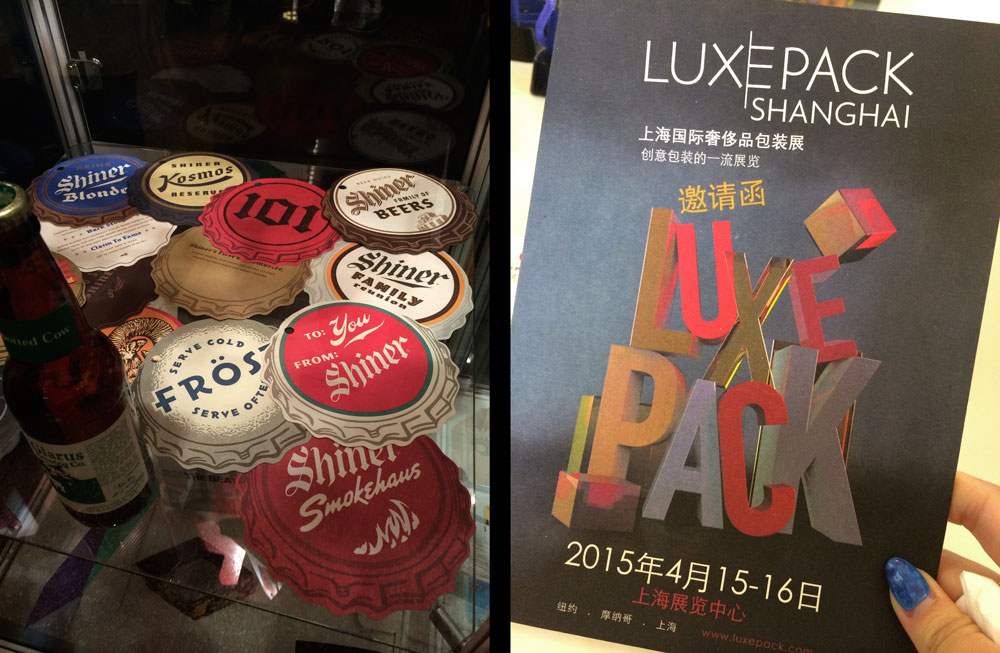 DRINK
Shiner
Blonde
SHINER
Kosmos
RESERVE
101
Shiner
FAMILY OF
BEERS
Claim To Fame
Shiner
FAMILY
reunion
SERVE COLD
FRÖST
SERVE OFTEN
TO: You
FROM:
Shiner
Shiner
Smokehaus
LUXEPACK
SHANGHAI
上海国际奢侈品包装展
创意包装的一流展览
邀请函
LUXE
PACK
2015年4月15-16日
上海展览中心
纽约 . 摩纳哥 . 上海
www.luxepack.com